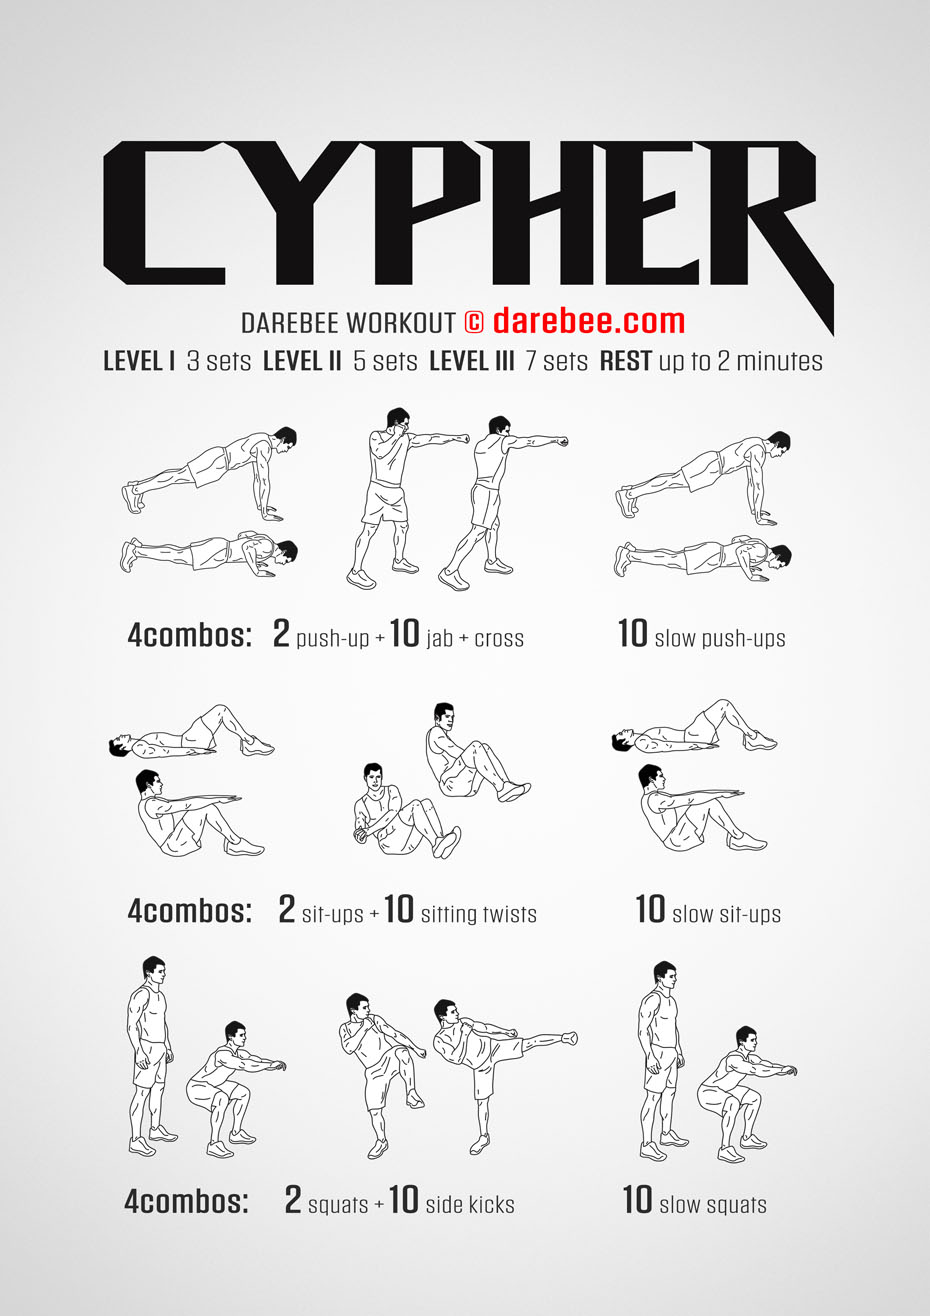 CYPHER
DAREBEE WORKOUT © darebee.com
LEVEL I 3 sets LEVEL II 5 sets LEVEL III 7 sets REST up to 2 minutes
4combos: 2 push-up + 10 jab + cross
10 slow push-ups
4combos: 2 sit-ups + 10 sitting twists
10 slow sit-ups
4combos: 2 squats + 10 side kicks
10 slow squats